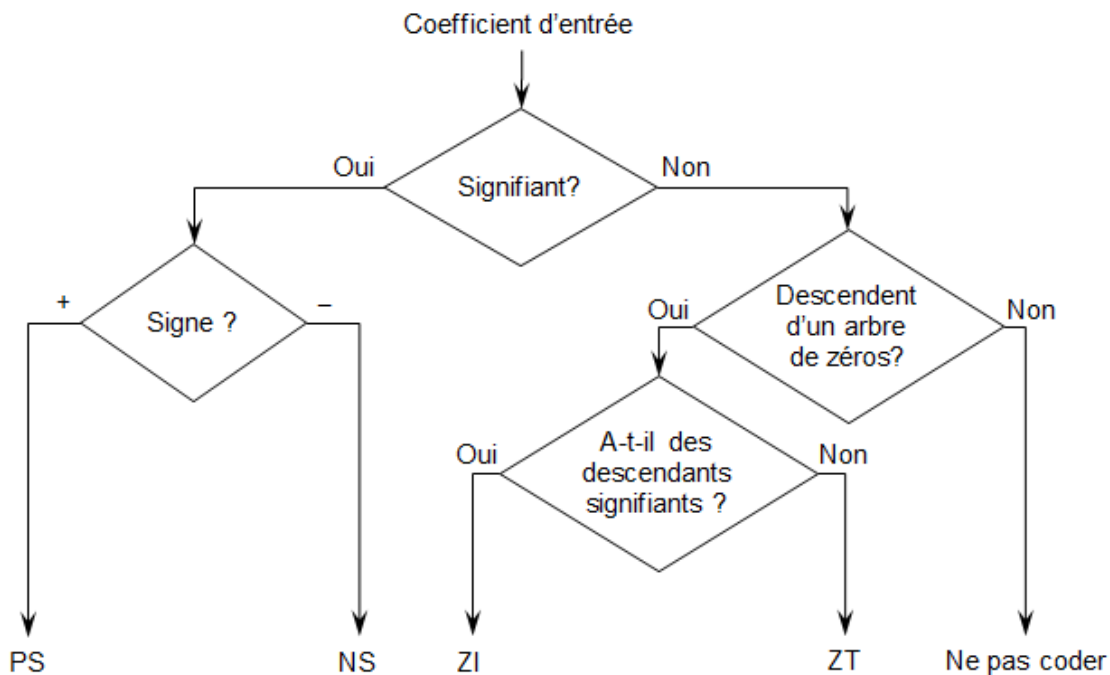 Coefficient d'entrée
Oui
Non
Signifiant?
+
–
Signe ?
Oui
Descendent
d'un arbre
de zéros?
Non
Oui
A-t-il des
descendants
signifiants ?
Non
PS
NS
ZI
ZT
Ne pas coder